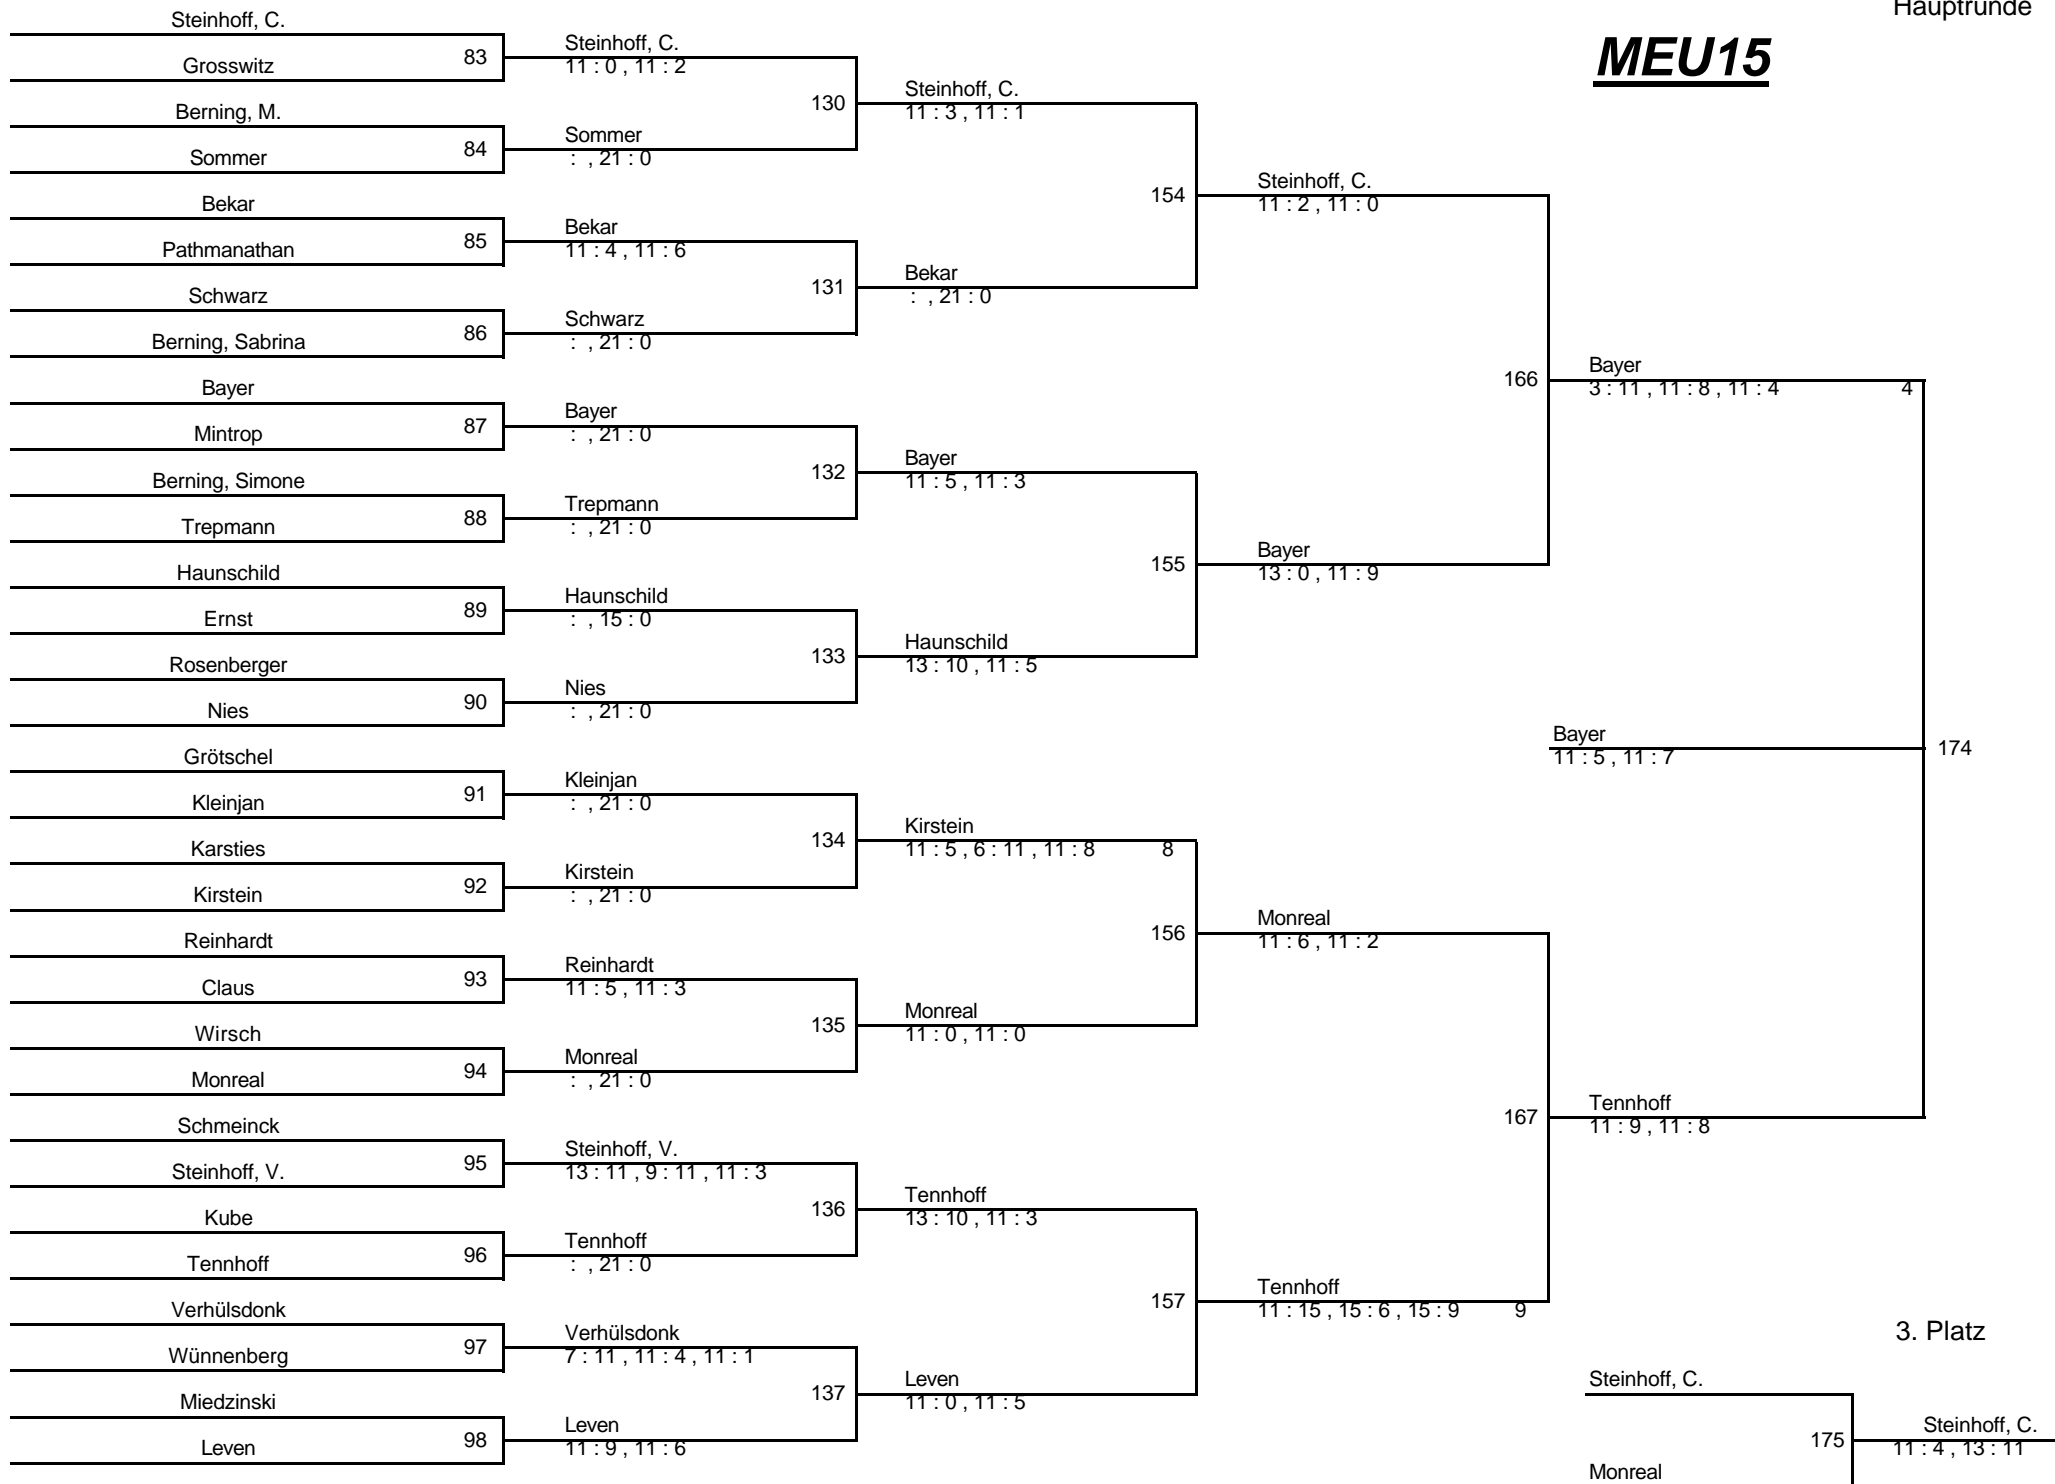 Hauptrunde
MEU15
Steinhoff, C.
83
Grosswitz
Berning, M.
84
Sommer
Bekar
85
Pathmanathan
Schwarz
86
Berning, Sabrina
Bayer
87
Mintrop
Berning, Simone
88
Trepmann
Haunschild
89
Ernst
Rosenberger
90
Nies
Grötschel
91
Kleinjan
Karsties
92
Kirstein
Reinhardt
93
Claus
Wirsch
94
Monreal
Schmeinck
95
Steinhoff, V.
Kube
96
Tennhoff
Verhülsdonk
97
Wünnenberg
Miedzinski
98
Leven
Steinhoff, C.
11 : 0 , 11 : 2
130
Sommer
: , 21 : 0
Bekar
11 : 4 , 11 : 6
131
Schwarz
: , 21 : 0
Bayer
: , 21 : 0
132
Trepmann
: , 21 : 0
Haunschild
: , 15 : 0
133
Nies
: , 21 : 0
Kleinjan
: , 21 : 0
134
Kirstein
: , 21 : 0
Reinhardt
11 : 5 , 11 : 3
135
Monreal
: , 21 : 0
Steinhoff, V.
13 : 11 , 9 : 11 , 11 : 3
136
Tennhoff
: , 21 : 0
Verhülsdonk
7 : 11 , 11 : 4 , 11 : 1
137
Leven
11 : 9 , 11 : 6
Steinhoff, C.
11 : 3 , 11 : 1
154
Bekar
: , 21 : 0
Bayer
11 : 5 , 11 : 3
155
Haunschild
13 : 10 , 11 : 5
Kirstein
11 : 5 , 6 : 11 , 11 : 8 8
156
Monreal
11 : 0 , 11 : 0
Tennhoff
13 : 10 , 11 : 3
157
Leven
11 : 0 , 11 : 5
Steinhoff, C.
11 : 2 , 11 : 0
166
Bayer
13 : 0 , 11 : 9
Monreal
11 : 6 , 11 : 2
167
Tennhoff
11 : 15 , 15 : 6 , 15 : 9 9
Bayer
3 : 11 , 11 : 8 , 11 : 4 4
Bayer
174
11 : 5 , 11 : 7
Tennhoff
11 : 9 , 11 : 8
3. Platz
Steinhoff, C.
175
Monreal
Steinhoff, C.
11 : 4 , 13 : 11